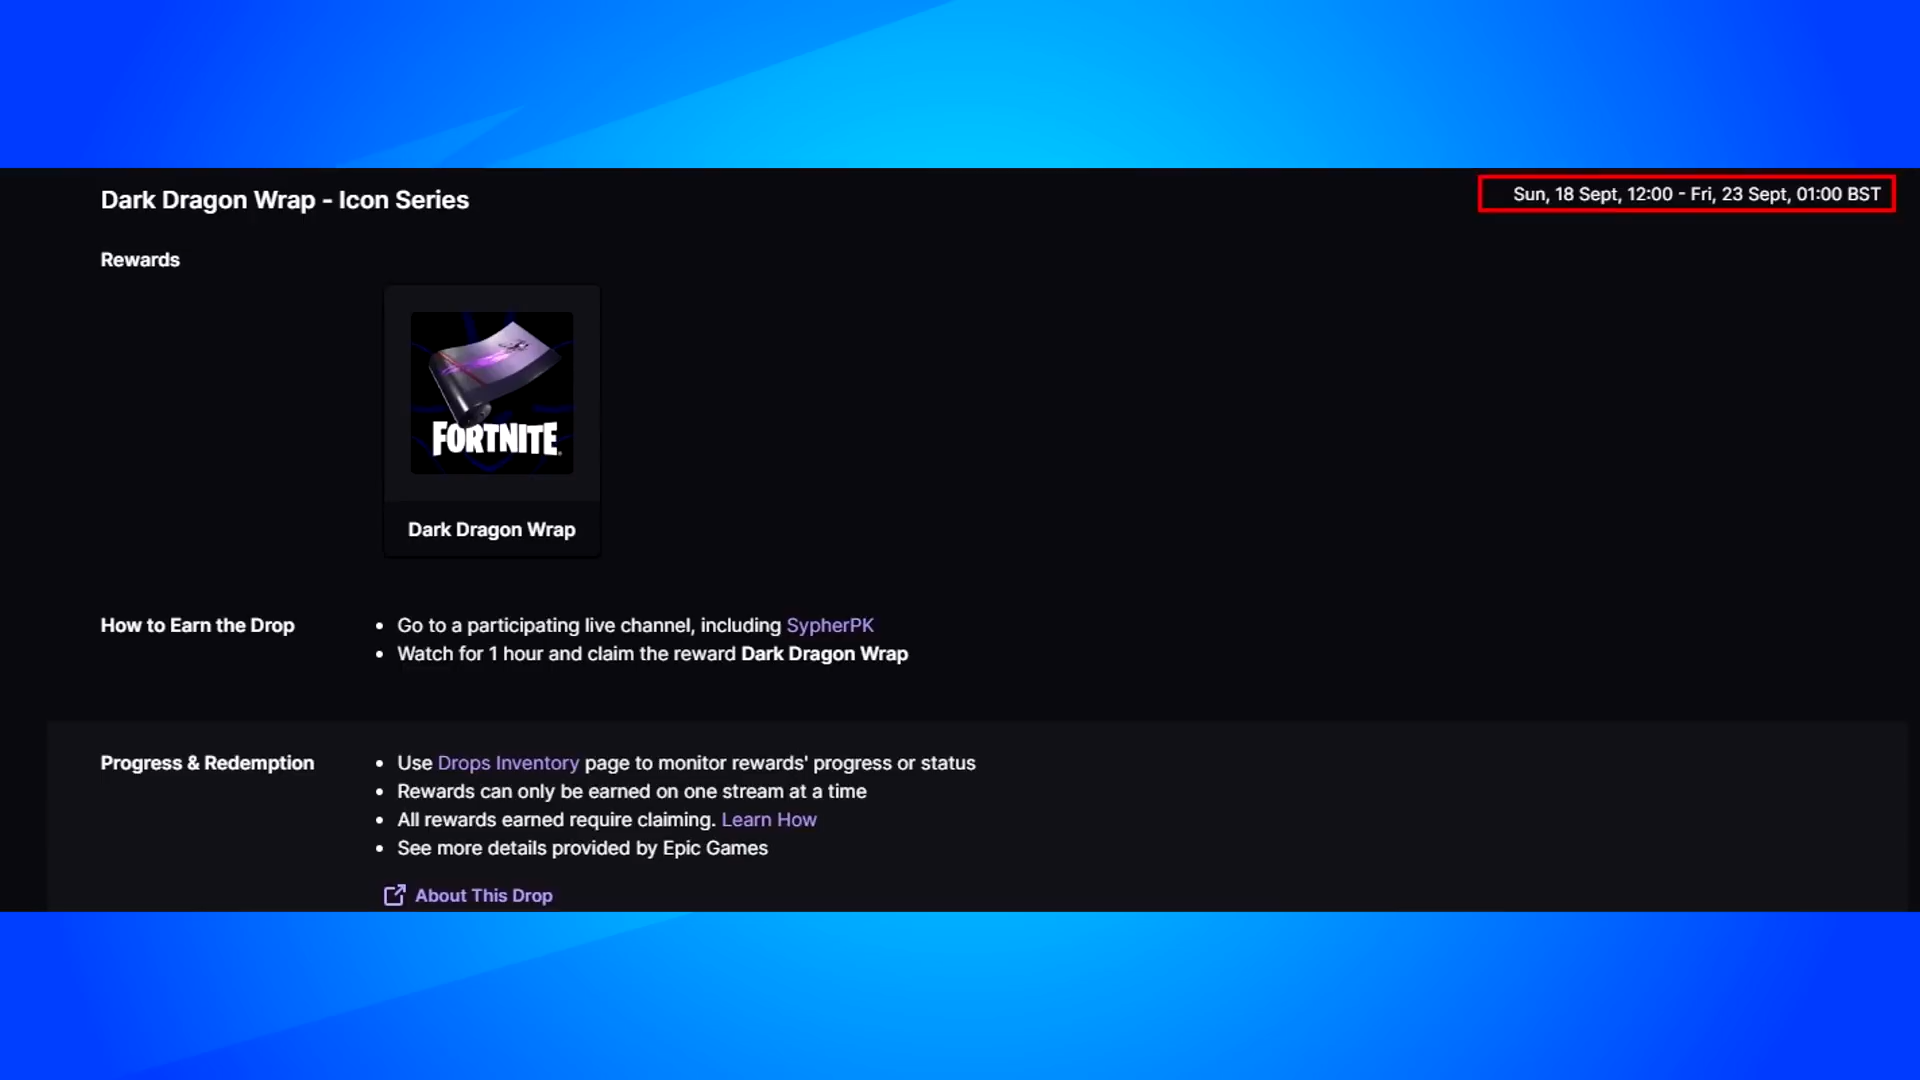 Dark Dragon Wrap - Icon Series
Sun, 18 Sept, 12:00 - Fri, 23 Sept, 01:00 BST
Rewards
FORTNITE
Dark Dragon Wrap
How to Earn the Drop
• Go to a participating live channel, including SypherPK
• Watch for 1 hour and claim the reward Dark Dragon Wrap
Progress & Redemption
• Use Drops Inventory page to monitor rewards' progress or status
• Rewards can only be earned on one stream at a time
• All rewards earned require claiming. Learn How
• See more details provided by Epic Games
About This Drop